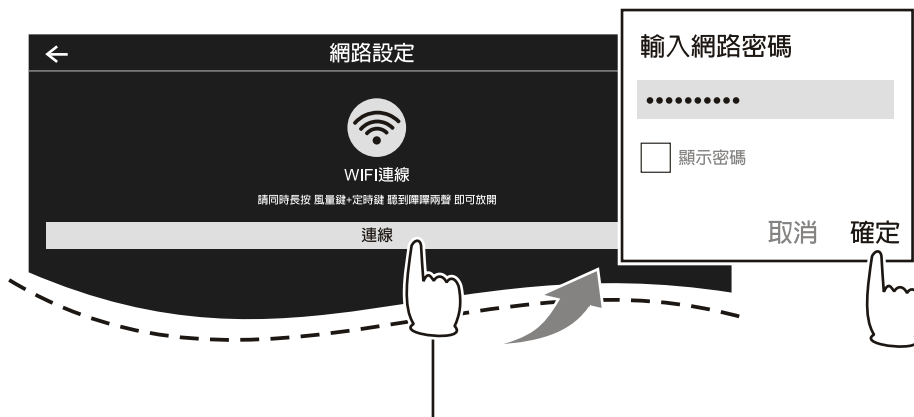 網路設定
WIFI連線
請同時長按 風量鍵+定時鍵 聽到嗶嗶兩聲 即可放開
連線
輸入網路密碼
••••••••••
顯示密碼
取消 確定